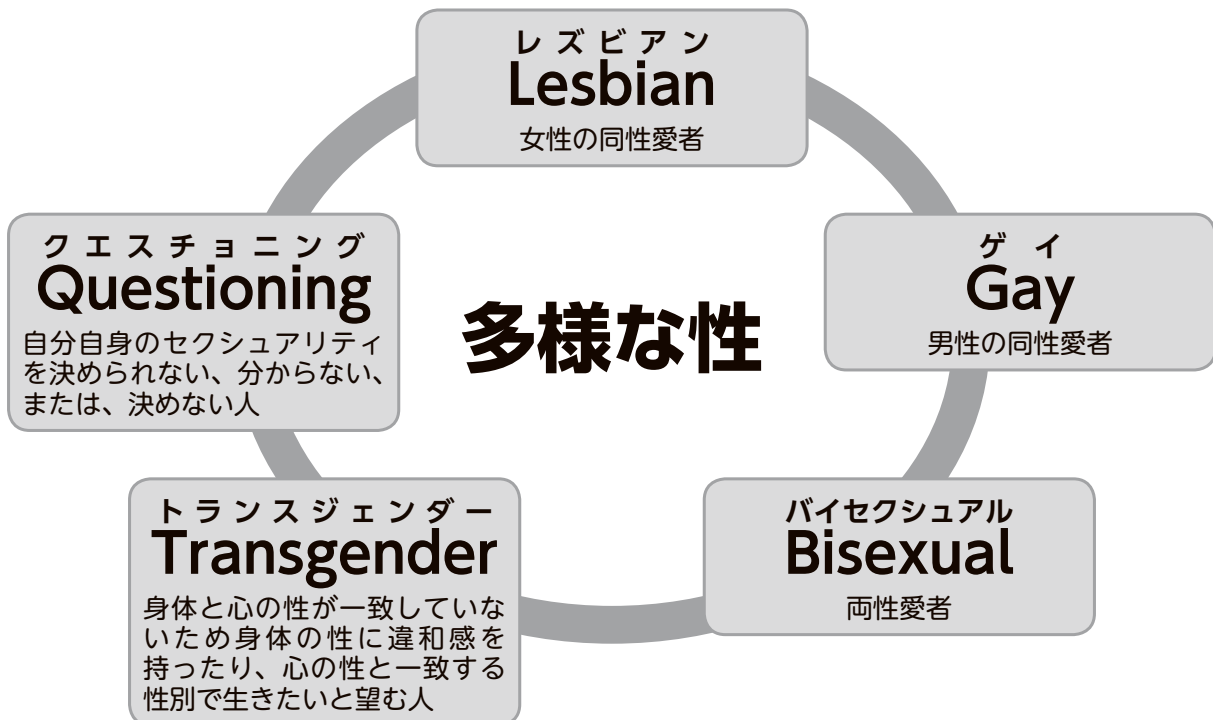 レズビアン
Lesbian
女性の同性愛者
ゲイ
Gay
男性の同性愛者
バイセクシュアル
Bisexual
両性愛者
トランスジェンダー
Transgender
身体と心の性が一致していな
いため身体の性に違和感を
持ったり、心の性と一致する
性別で生きたいと望む人
クエスチョニング
Questioning
自分自身のセクシュアリティ
を決められない、分からない、
または、決めない人
多様な性